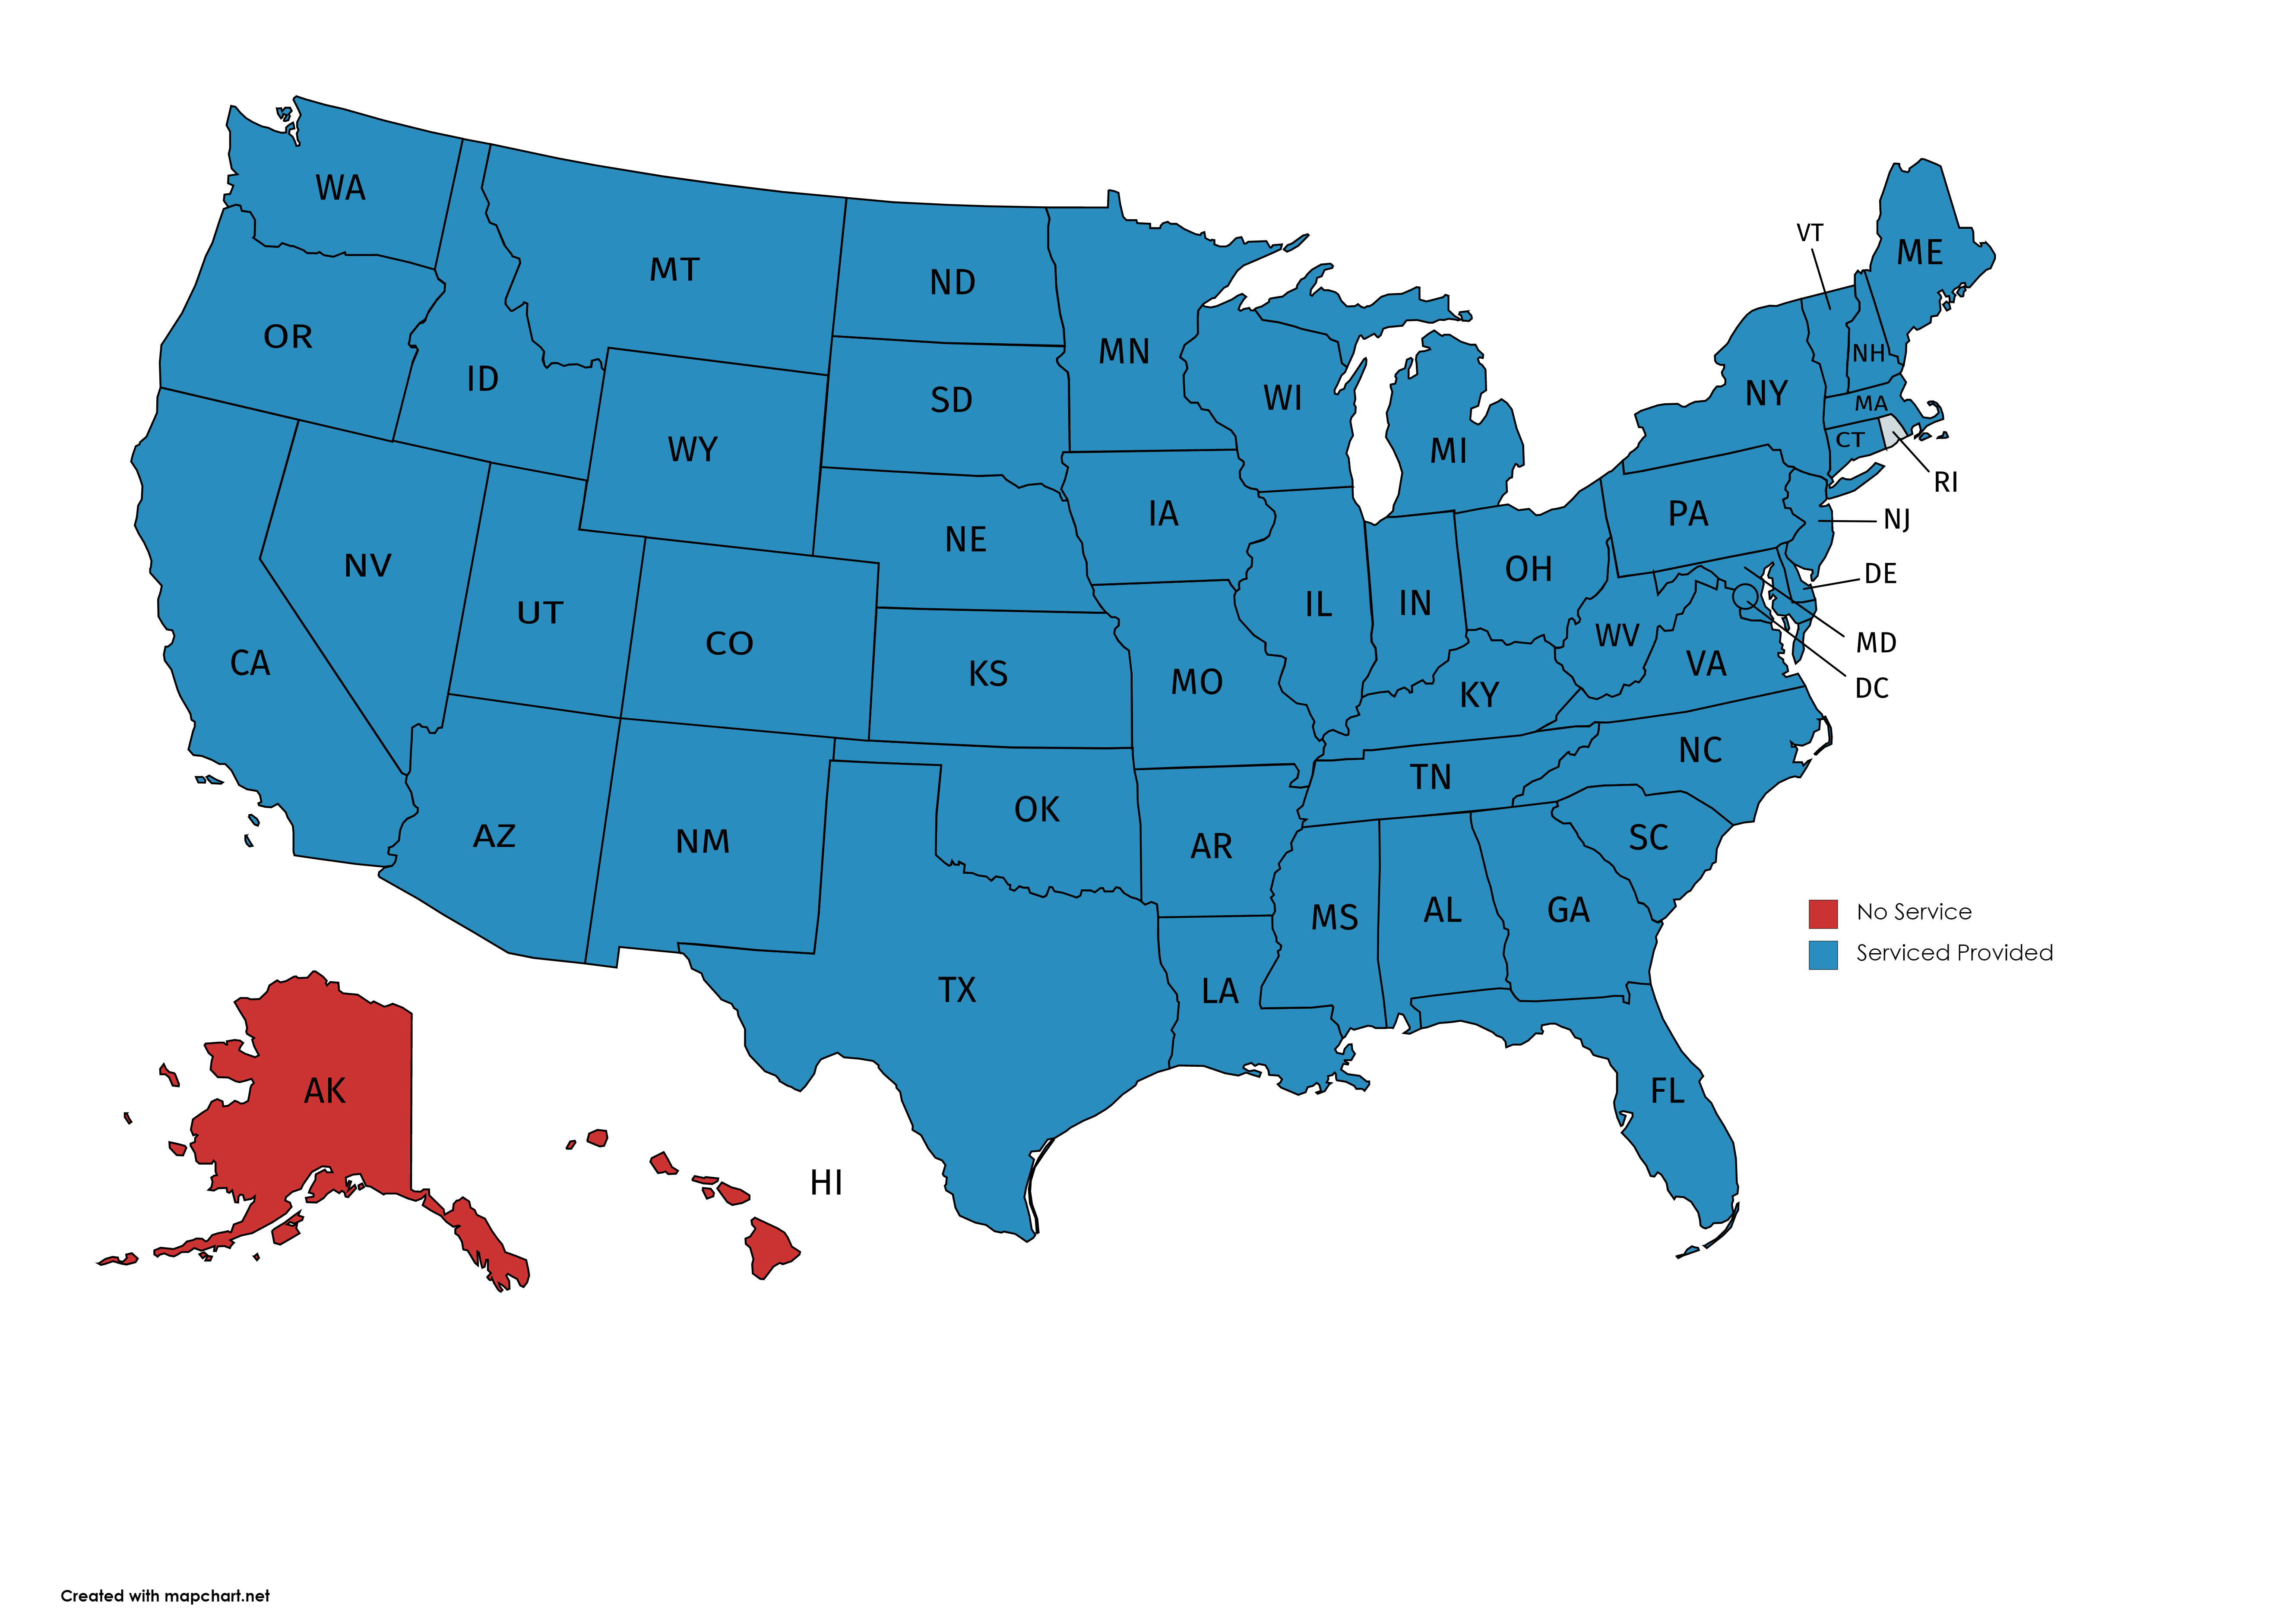 WA
VT
ME
MT
ND
OR
MN
NH
ID
NY
WI
SD
MA
CT
WY
MI
RI
IA
PA
NJ
NE
NV
OH
DE
UT
IL
IN
WV
MD
CO
CA
VA
KS
MO
DC
KY
NC
TN
OK
AZ
NM
AR
SC
MS
AL
GA
No Service
Serviced Provided
TX
LA
AK
FL
HI
Created with mapchart.net